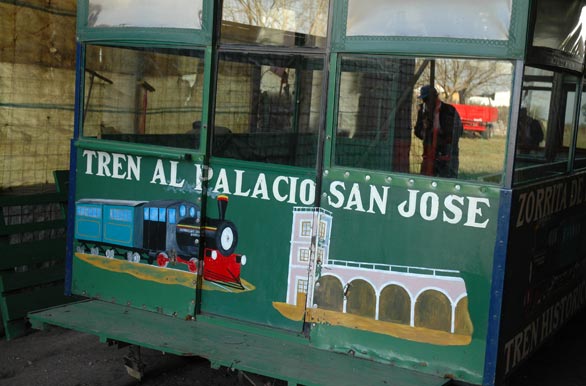 TREN AL PALACIO SAN JOSE
ZORRITA DE
TREN HISTORI